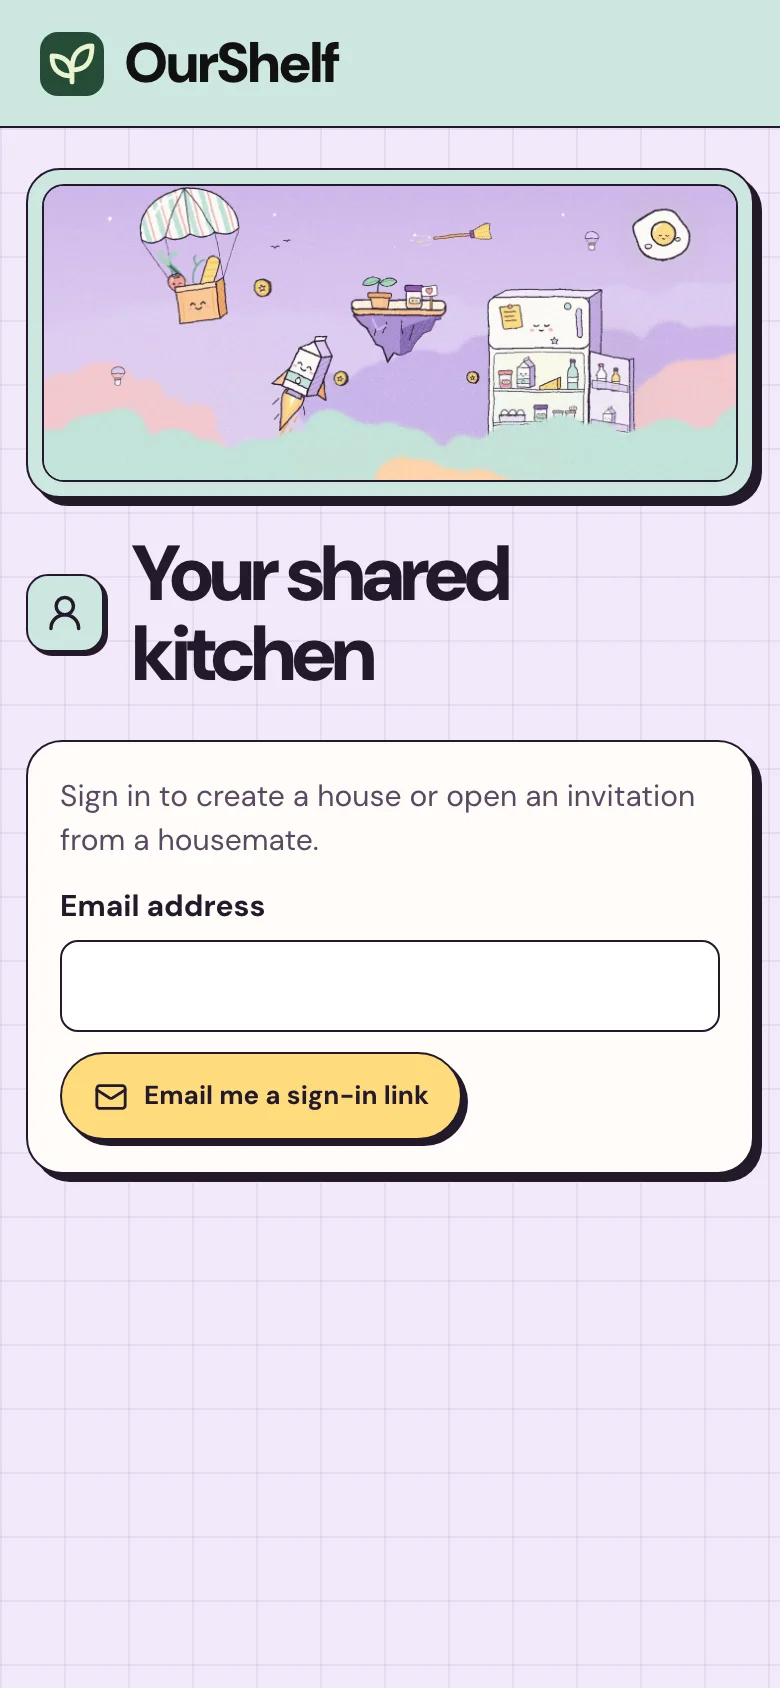 OurShelf
Your shared
kitchen
Sign in to create a house or open an invitation
from a housemate.
Email address
Email me a sign-in link